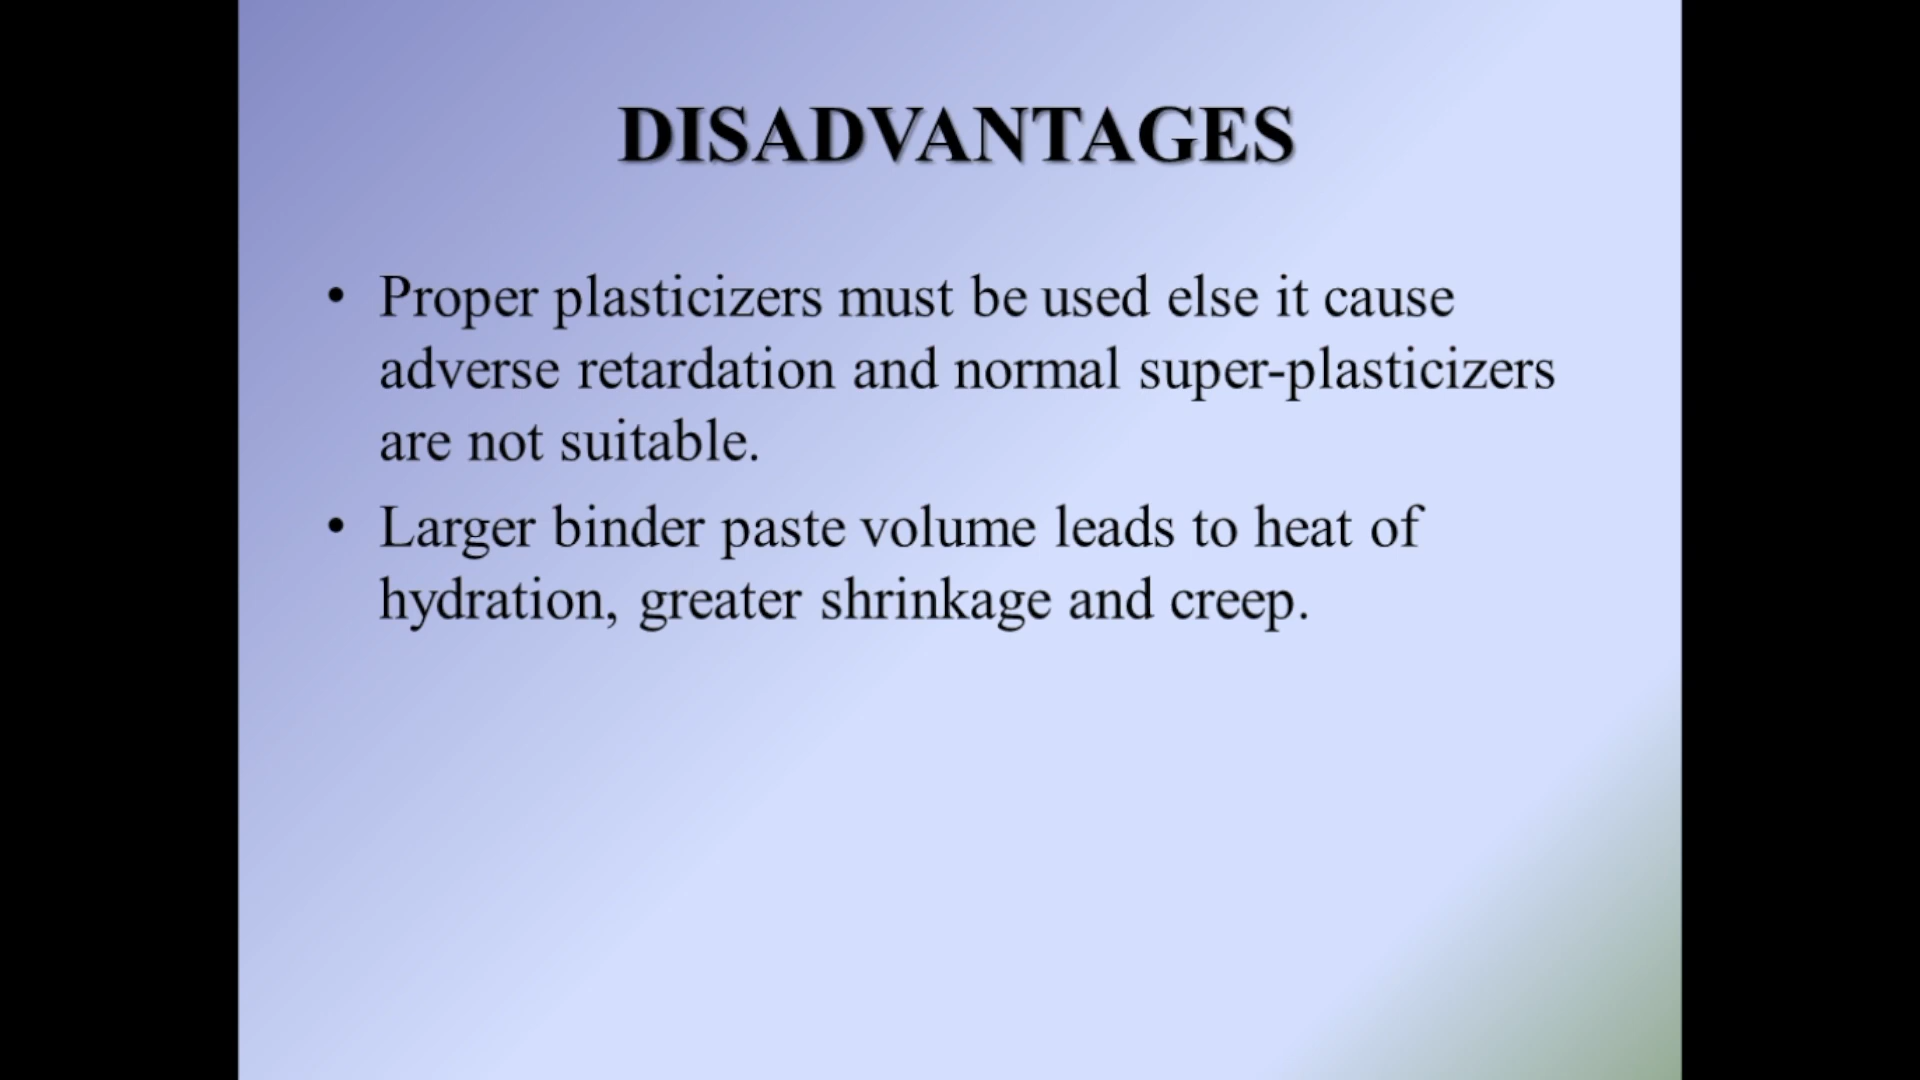 DISADVANTAGES
• Proper plasticizers must be used else it cause
adverse retardation and normal super-plasticizers
are not suitable.
• Larger binder paste volume leads to heat of
hydration, greater shrinkage and creep.